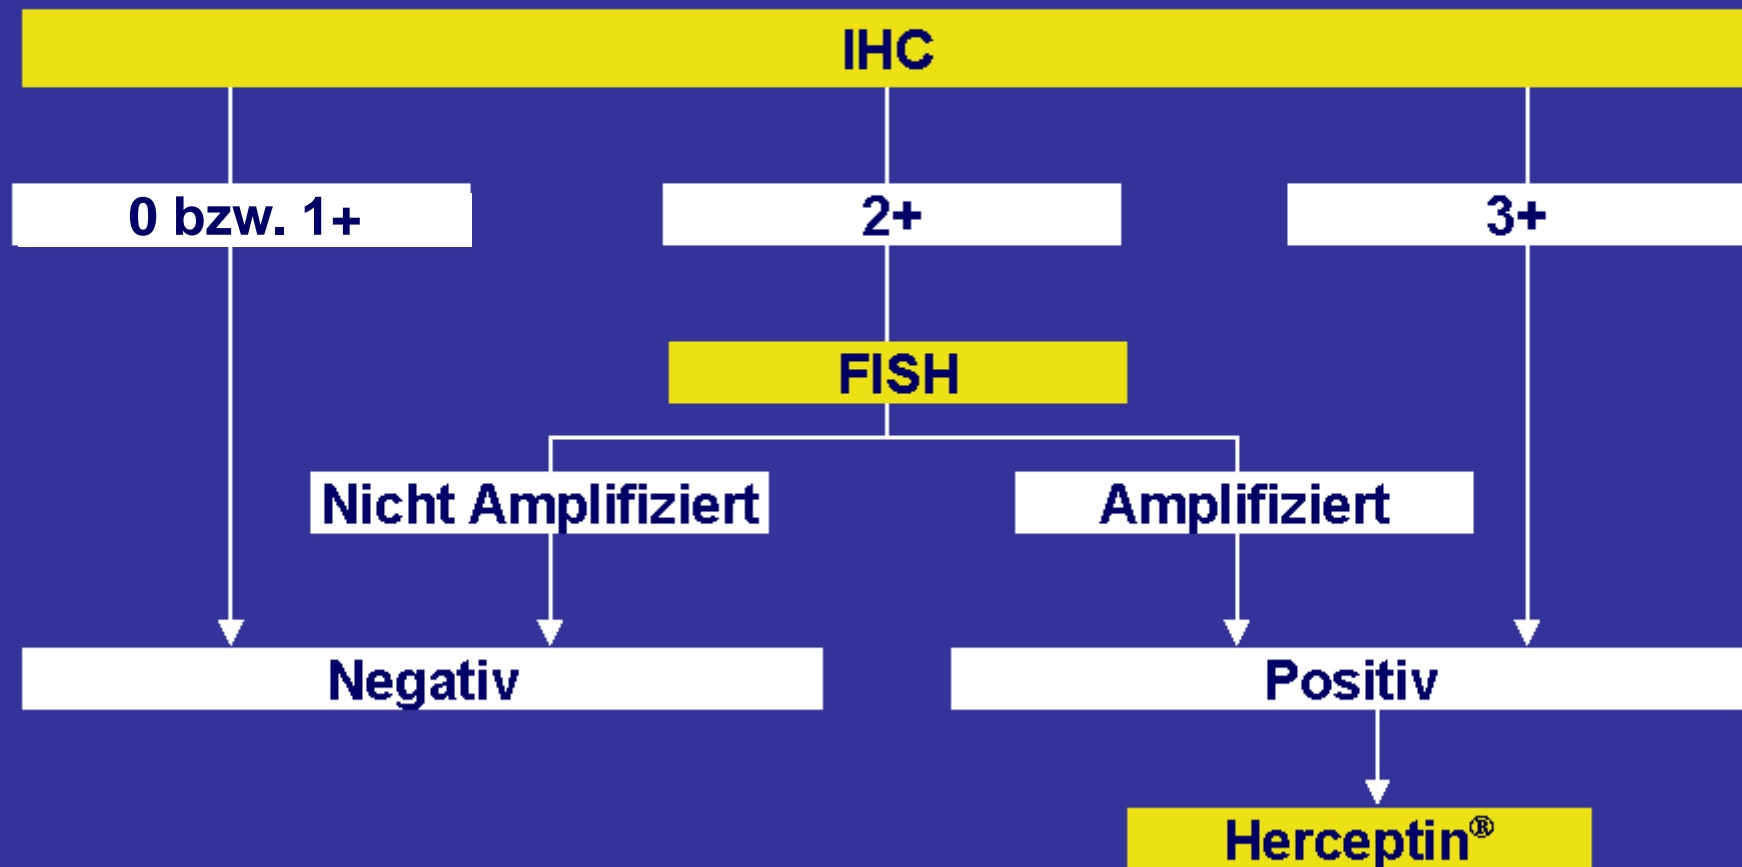 IHC
0 bzw. 1+
2+
3+
FISH
Nicht Amplifiziert
Amplifiziert
Negativ
Positiv
Herceptin®